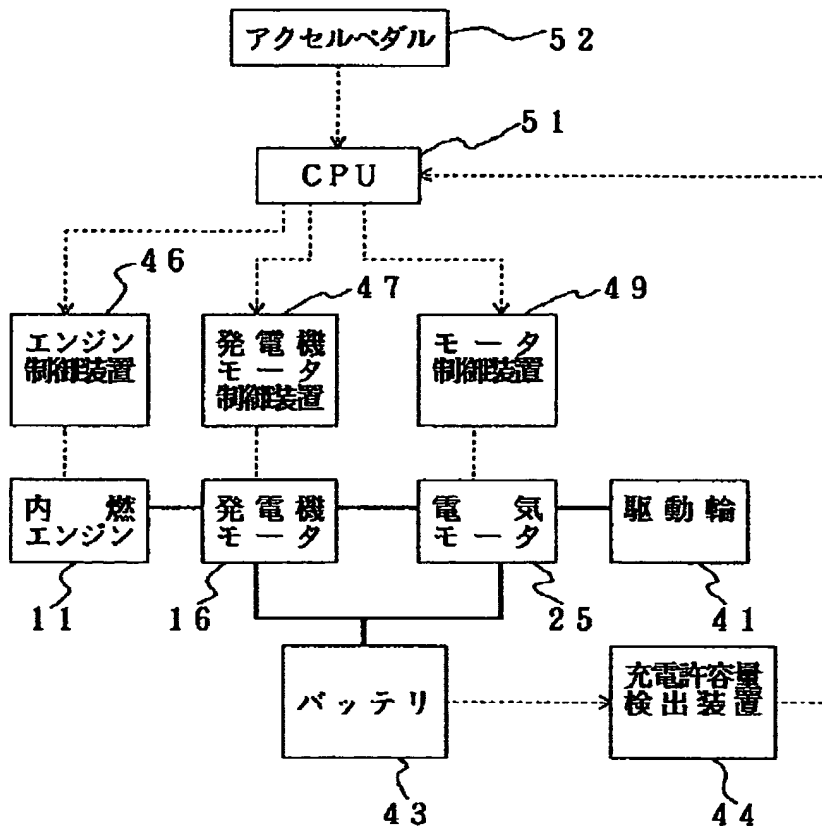 アクセルペダル
52
51
CPU
46
47
49
エンジン
制御装置
発電機
モータ
制御装置
モータ
制御装置
内燃
エンジン
発電機
モータ
電気
モータ
駆動輪
11
16
25
41
バッテリ
充電許容量
検出装置
43
44